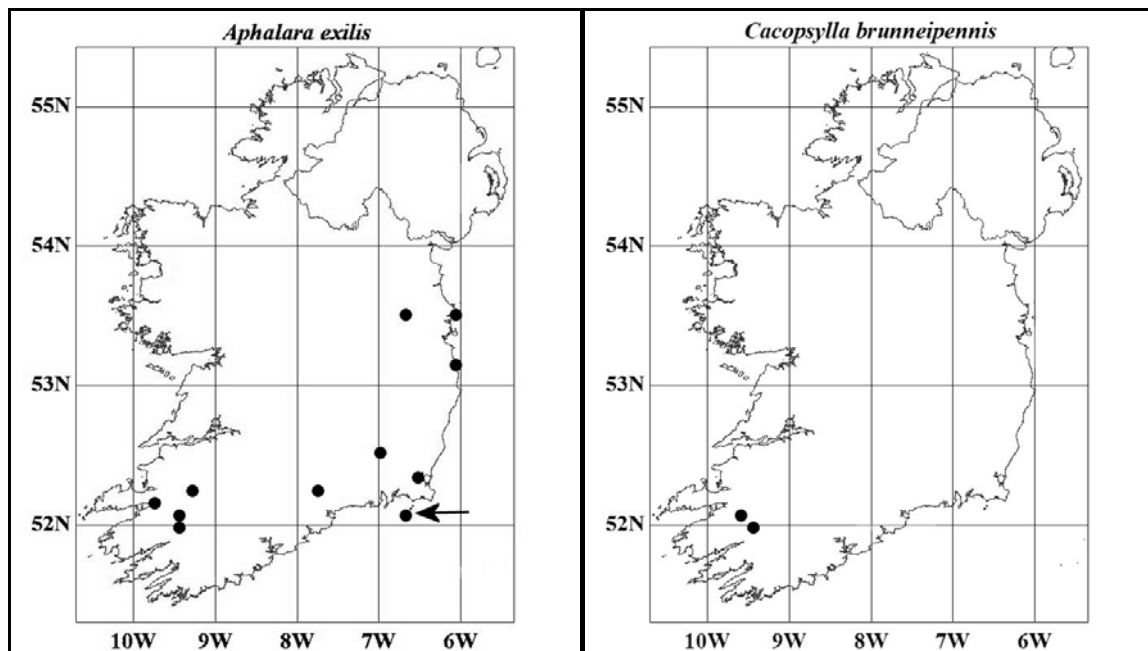 Aphalara exilis
55N
54N
53N
52N
10W 9W 8W 7W 6W
Cacopsylla brunneipennis
55N
54N
53N
52N
10W 9W 8W 7W 6W